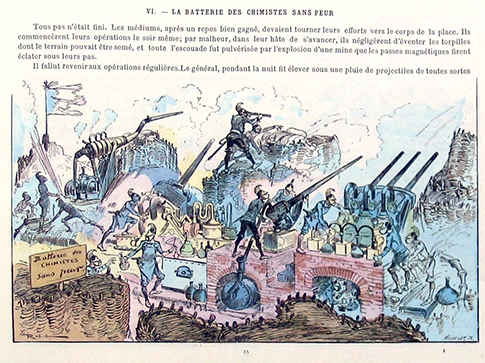 VI. — LA BATTERIE DES CHIMISTES SANS PEUR
Tous pas n'était fini. Les médiums, après un repos bien gagné, devaient tourner leurs efforts vers le corps de la place. Ils
commencèrent leurs opérations le soir même; par malheur, dans leur hâte de s'avancer, ils négligèrent d'éventer les torpilles
dont le terrain pouvait être semé, et toute l'escouade fut pulvérisée par l'explosion d'une mine que les passes magnétiques firent
éclater sous leurs pas.
Il fallut revenir aux opérations régulières. Le général, pendant la nuit fit élever sous une pluie de projectiles de toutes sortes
Batterie des
CHIMISTES
Sans peur
A. Robida
25
4